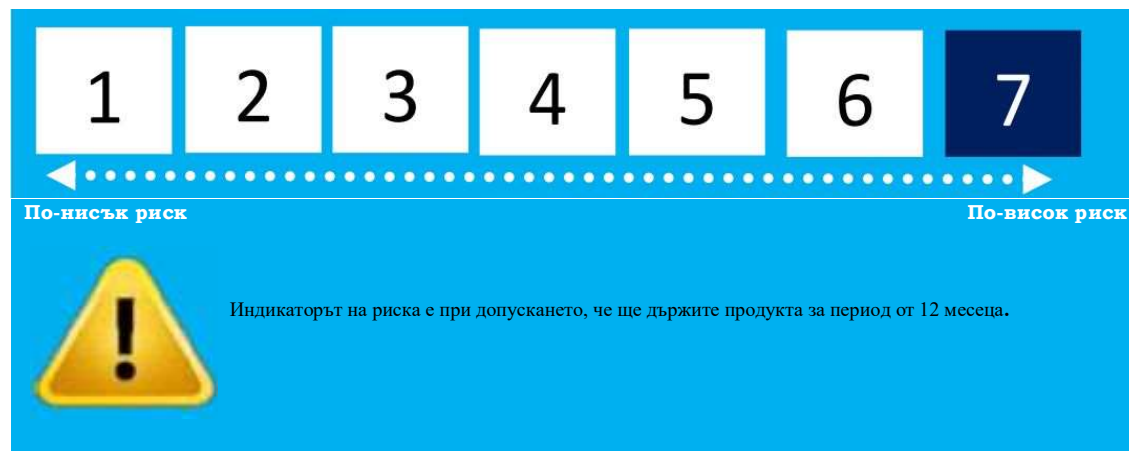 1 2 3 4 5 6 7
По-нисък риск По-висок риск
!
Индикаторът на риска е при допускането, че ще държите продукта за период от 12 месеца.